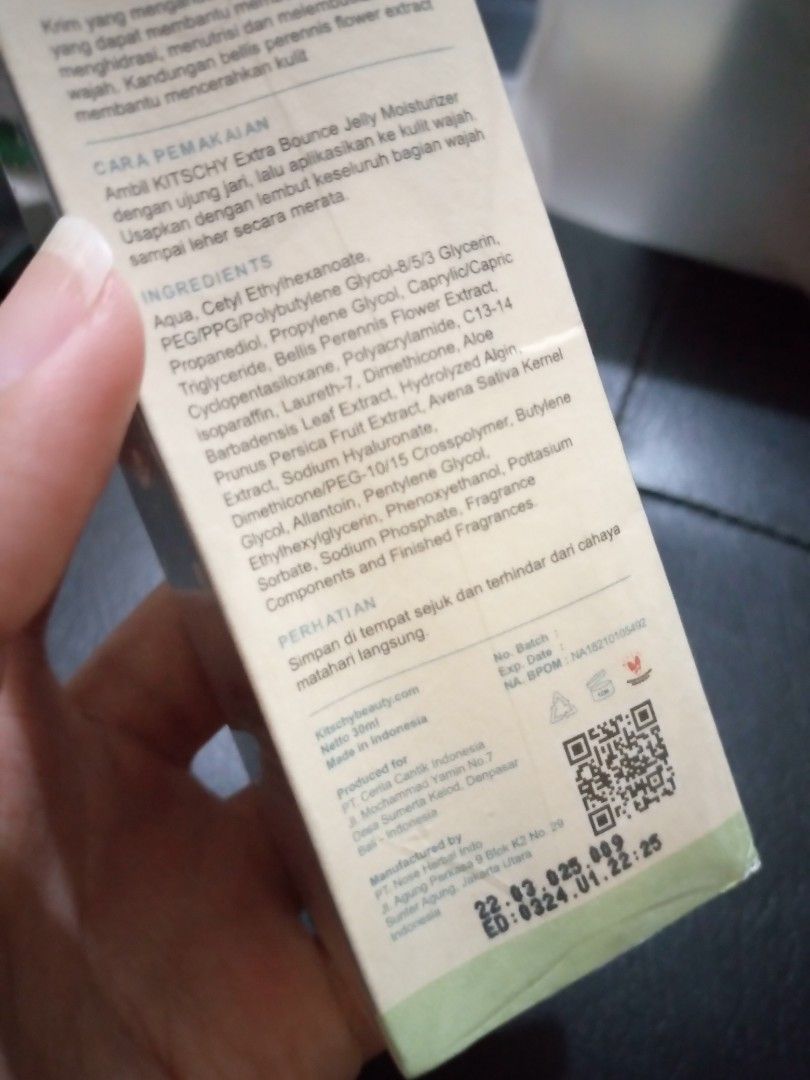 Krim yang
yang dapat membantu
menghidrasi, menutrisi dan
wajah. Kandungan bellis perennis flower extract
membantu mencerahkan kulit
CARA PEMAKAIAN
Ambil KITSCHY Extra Bounce Jelly Moisturizer
dengan ujung jari, lalu aplikasikan ke kulit wajah.
Usapkan dengan lembut keseluruh bagian wajah
sampai leher secara merata.
INGREDIENTS
Aqua, Cetyl Ethylhexanoate,
PEG/PPG/Polybutylene Glycol-8/5/3 Glycerin,
Propanediol, Propylene Glycol, Caprylic/Capric
Triglyceride, Bellis Perennis Flower Extract,
Cyclopentasiloxane, Polyacrylamide, C13-14
Isoparaffin, Laureth-7, Dimethicone, Aloe
Barbadensis Leaf Extract, Hydrolyzed Algin,
Prunus Persica Fruit Extract, Avena Sativa Kernel
Extract, Sodium Hyaluronate,
Dimethicone/PEG-10/15 Crosspolymer, Butylene
Glycol, Allantoin, Pentylene Glycol,
Ethylhexylglycerin, Phenoxyethanol, Pottasium
Sorbate, Sodium Phosphate, Fragrance
Components and Finished Fragrances
PERHATIAN
Simpan di tempat sejuk dan terhindar dari cahaya
matahari langsung.
No. Batch :
Exp. Date :
NA. BPOM : NA18210105492
Kitschybeauty.com
Netto 30ml
Made in Indonesia
Produced for
PT. Cerita Cantik Indonesia
Jl. Mochammad Yamin No.7
Desa Sumerta Kelod, Denpasar
Bali - Indonesia
Manufactured by
PT. Nose Herbal Indo
Jl. Agung Perkasa 9 Blok K2 No. 29
Sunter Agung, Jakarta Utara
Indonesia
22.03.025.009
ED:0324.U1.22:25